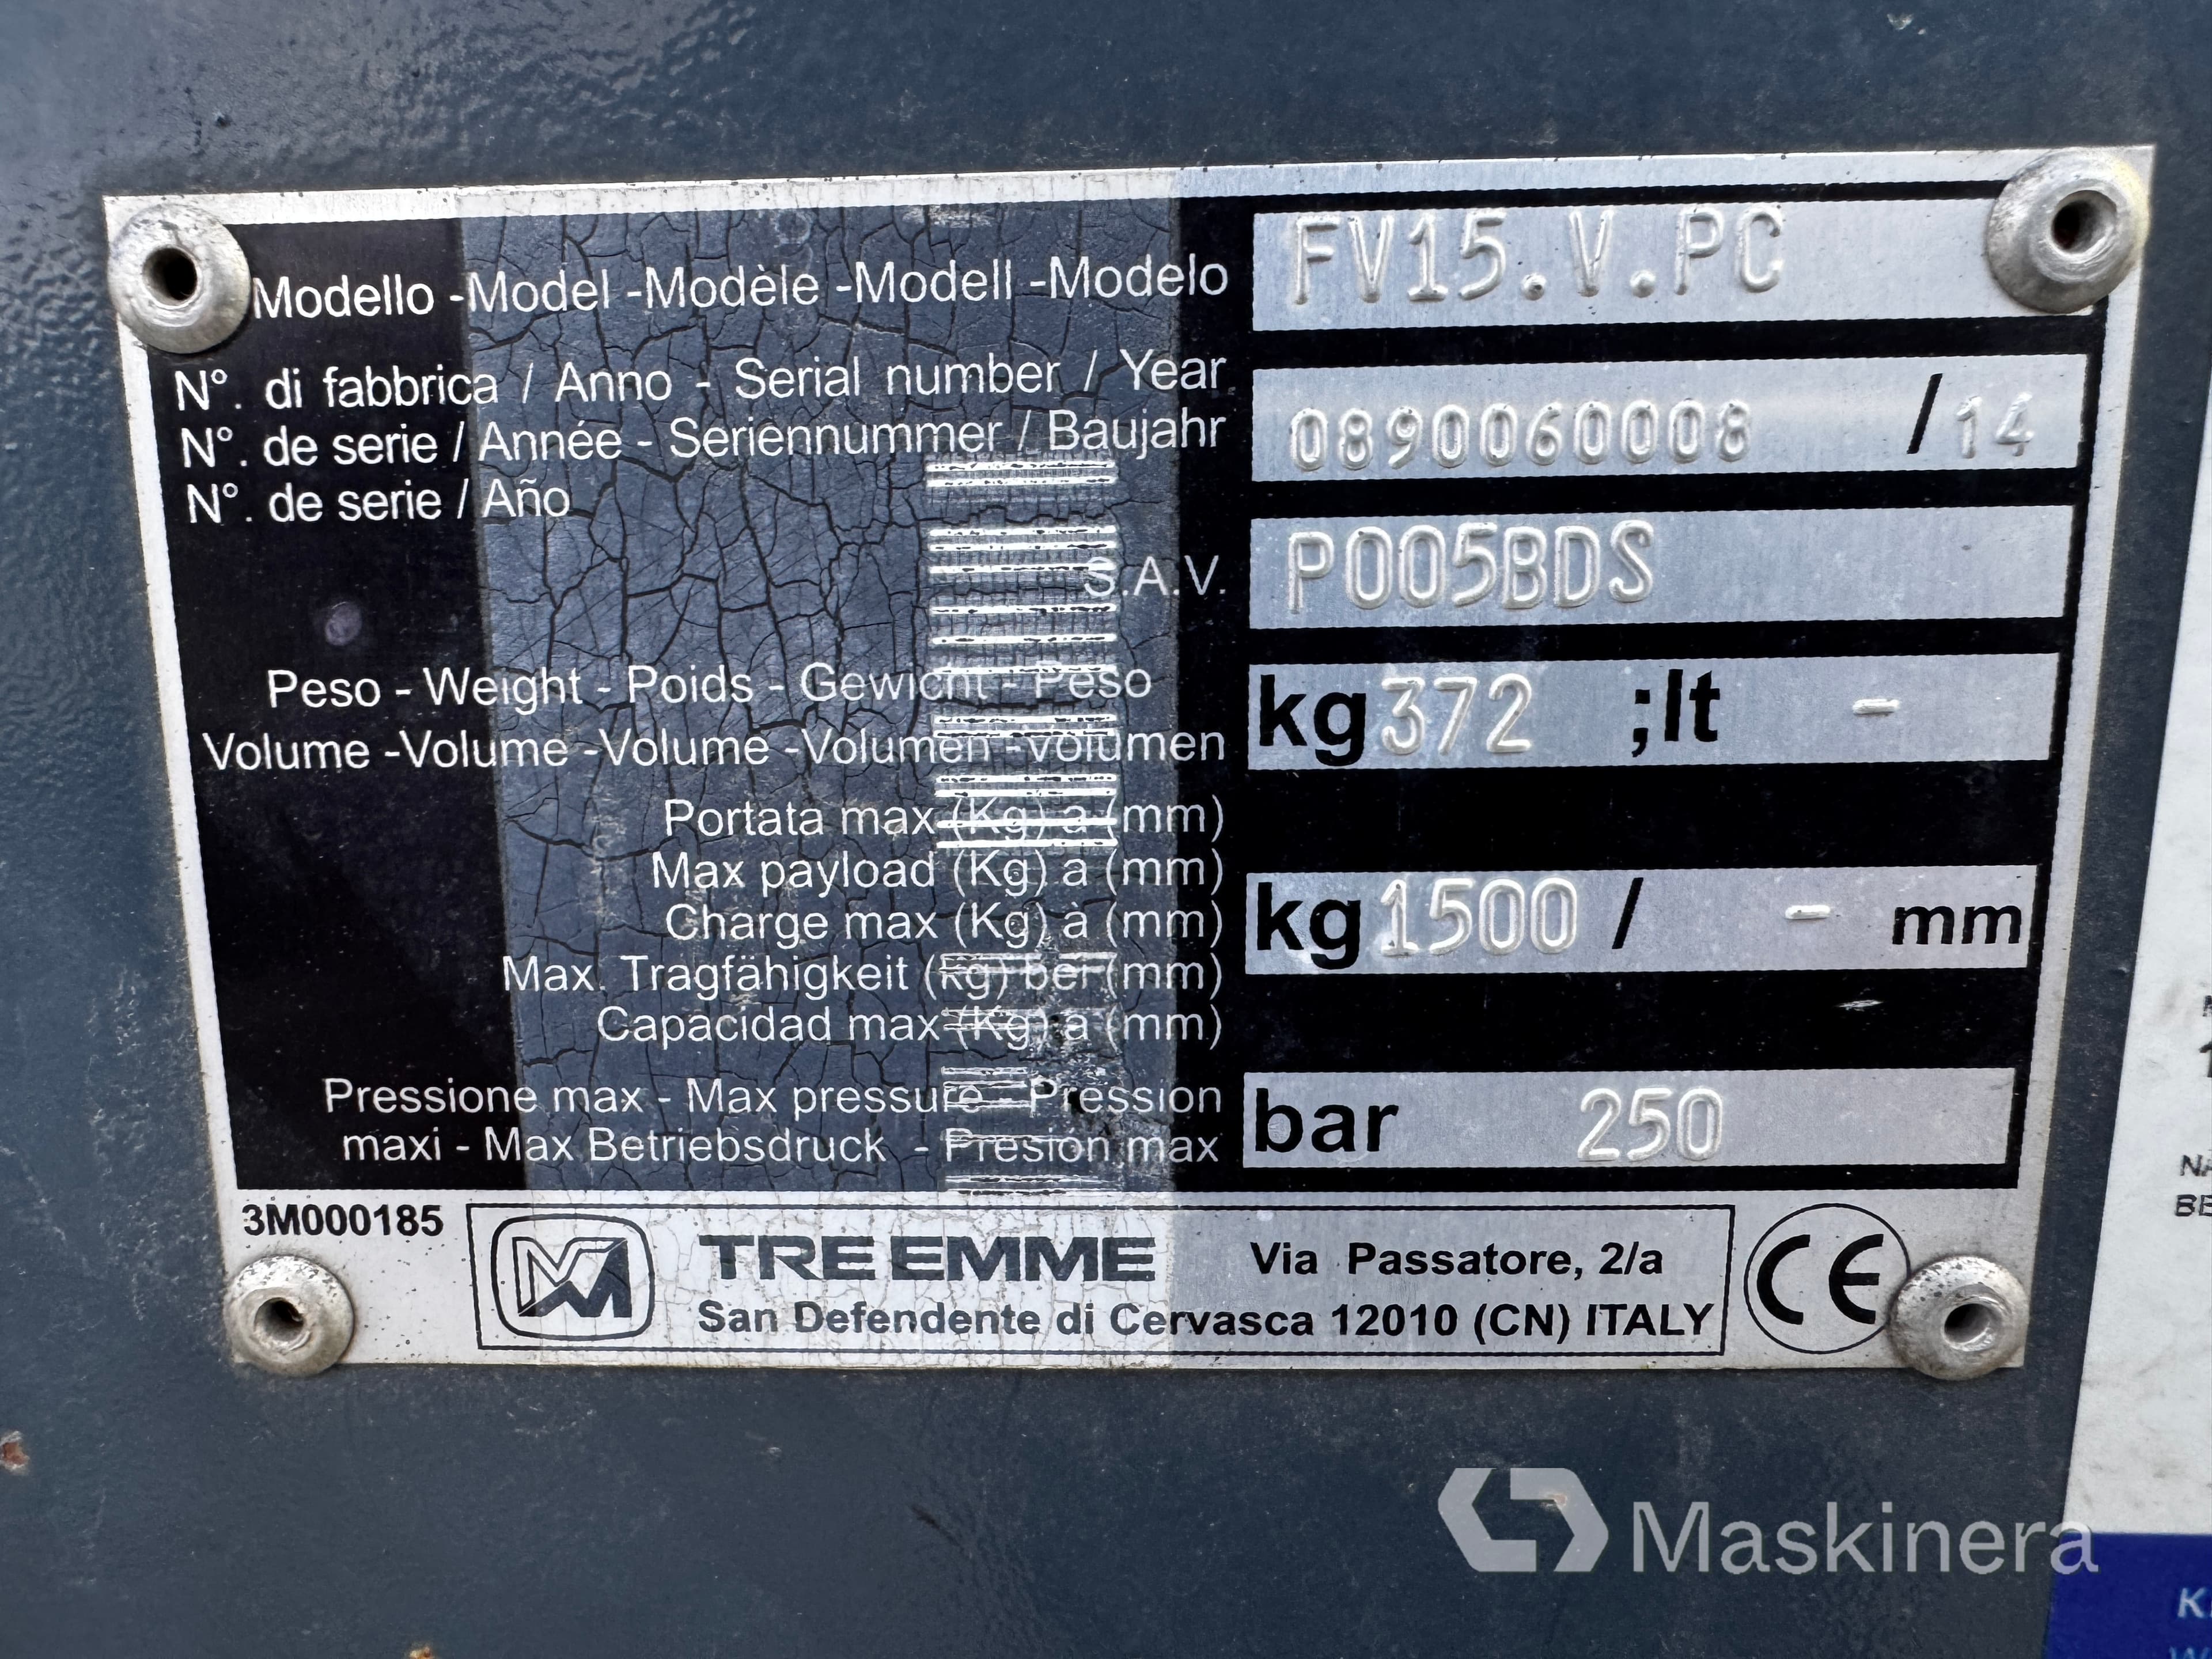 Modello -Model -Modèle -Modell -Modelo FV15.V.PC
N°. di fabbrica / Anno - Serial number / Year
N°. de serie / Année - Seriennummer / Baujahr 0890060008 /14
N°. de serie / Año
S.A.V. P005BDS
Peso - Weight - Poids - Gewicht - Peso
Volume -Volume -Volume -Volumen -Volumen kg 372 ;lt -
Portata max (Kg) a (mm)
Max payload (Kg) a (mm)
Charge max (Kg) à (mm) kg 1500 / - mm
Max. Tragfähigkeit (kg) bei (mm)
Capacidad max (Kg) a (mm)
Pressione max - Max pressure - Pression
maxi - Max Betriebsdruck - Presion max bar 250
3M000185
TRE EMME Via Passatore, 2/a
San Defendente di Cervasca 12010 (CN) ITALY
CE
Maskinera